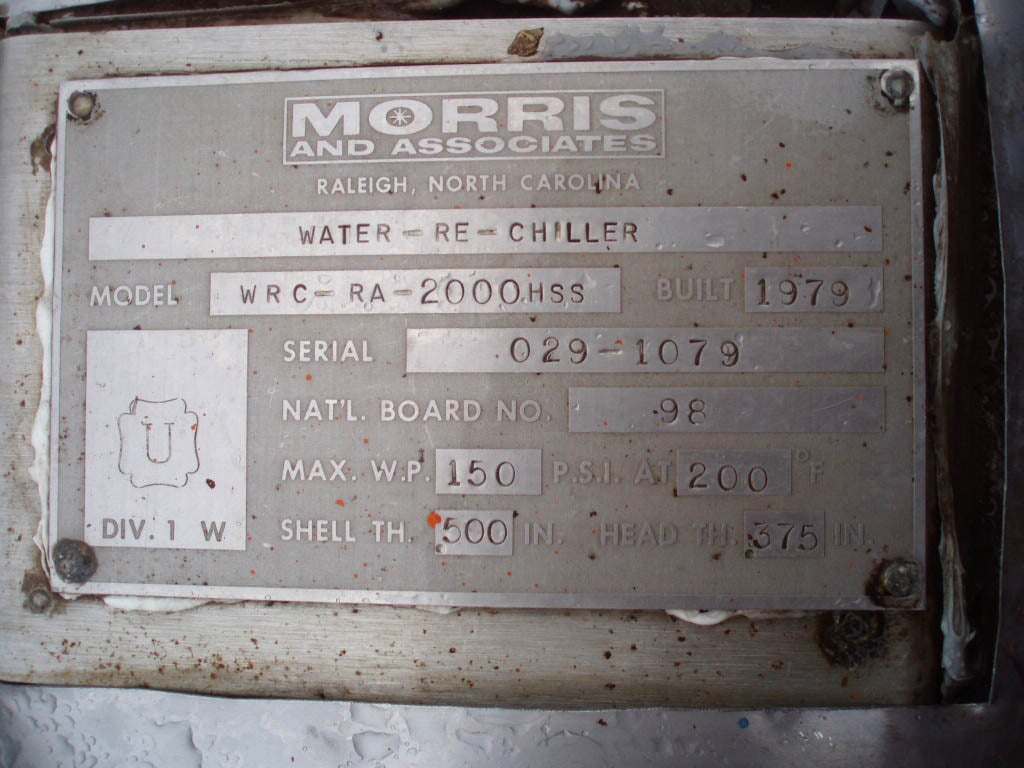 MORRIS
AND ASSOCIATES
RALEIGH, NORTH CAROLINA
WATER-RE-CHILLER
MODEL WRC-RA-2000HSS BUILT 1979
SERIAL 029-1079
NAT'L. BOARD NO. 98
MAX. W.P. 150 P.S.I. AT 200 °F
SHELL TH. .500 IN. HEAD TH. .375 IN.
U
DIV. 1 W